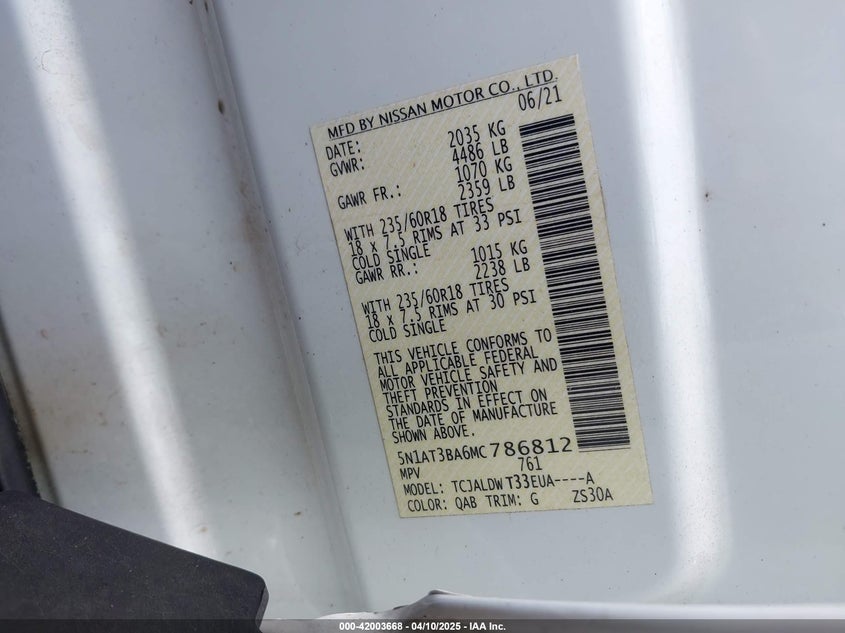 MFD BY NISSAN MOTOR CO., LTD.
DATE: 06/21
GVWR: 2035 KG
4486 LB
GAWR FR.: 1070 KG
2359 LB
WITH 235/60R18 TIRES
18 x 7.5 RIMS AT 33 PSI
COLD SINGLE
GAWR RR.: 1015 KG
2238 LB
WITH 235/60R18 TIRES
18 x 7.5 RIMS AT 30 PSI
COLD SINGLE
THIS VEHICLE CONFORMS TO
ALL APPLICABLE FEDERAL
MOTOR VEHICLE SAFETY AND
THEFT PREVENTION
STANDARDS IN EFFECT ON
THE DATE OF MANUFACTURE
SHOWN ABOVE.
5N1AT3BA6MC786812
MPV 761
MODEL: TCJALDWT33EUA----A
COLOR: QAB TRIM: G ZS30A
000-42003668 - 04/10/2025 - IAA Inc.